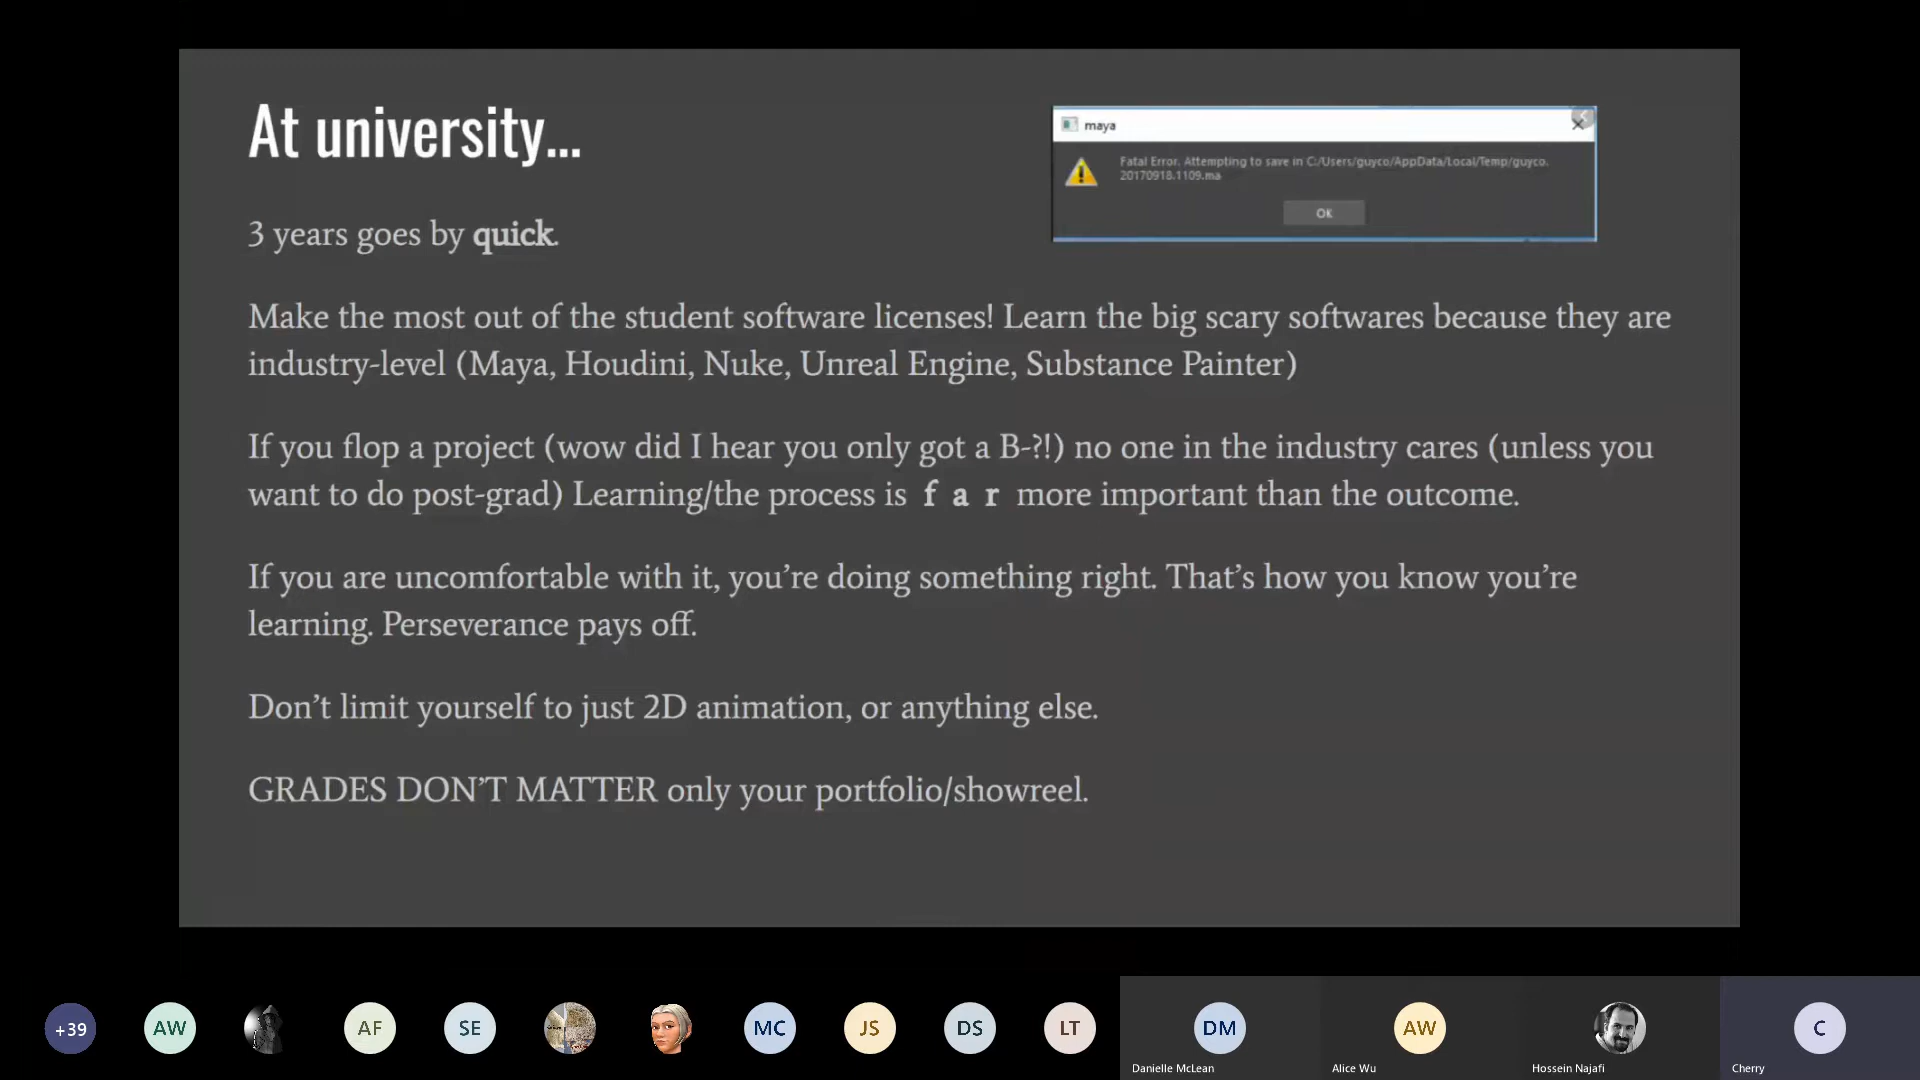 At university...
maya
Fatal Error. Attempting to save in C:/Users/guyco/AppData/Local/Temp/guyco.
20170918.1109.ma
OK
3 years goes by quick.
Make the most out of the student software licenses! Learn the big scary softwares because they are
industry-level (Maya, Houdini, Nuke, Unreal Engine, Substance Painter)
If you flop a project (wow did I hear you only got a B-?!) no one in the industry cares (unless you
want to do post-grad) Learning/the process is f a r more important than the outcome.
If you are uncomfortable with it, you’re doing something right. That’s how you know you’re
learning. Perseverance pays off.
Don’t limit yourself to just 2D animation, or anything else.
GRADES DON’T MATTER only your portfolio/showreel.
+39
AW
AF
SE
MC
JS
DS
LT
DM
AW
C
Danielle McLean
Alice Wu
Hossein Najafi
Cherry